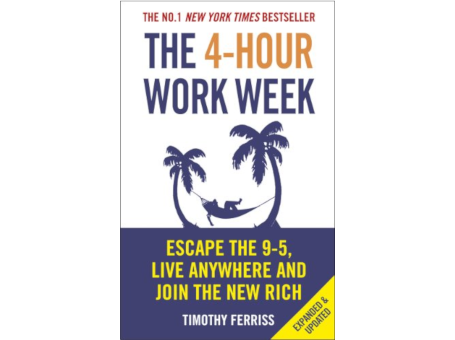 THE NO.1 NEW YORK TIMES BESTSELLER
THE 4-HOUR
WORK WEEK
ESCAPE THE 9-5,
LIVE ANYWHERE AND
JOIN THE NEW RICH
TIMOTHY FERRISS
EXPANDED &
UPDATED